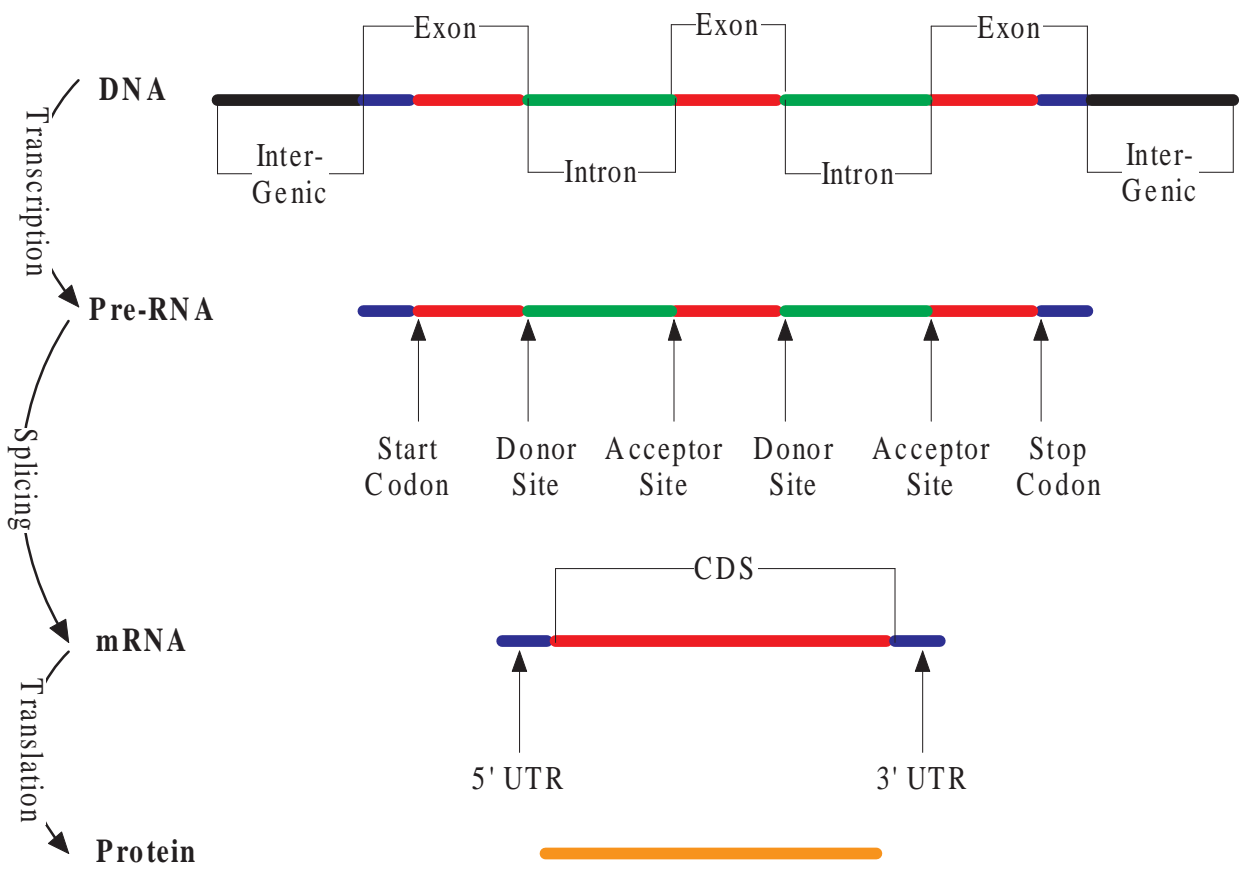 Exon Exon Exon
DNA
Transcription
Inter-
Genic
Intron
Intron
Inter-
Genic
Pre-RNA
Start
Codon
Donor
Site
Acceptor
Site
Donor
Site
Acceptor
Site
Stop
Codon
Splicing
CDS
mRNA
Translation
5' UTR
3' UTR
Protein